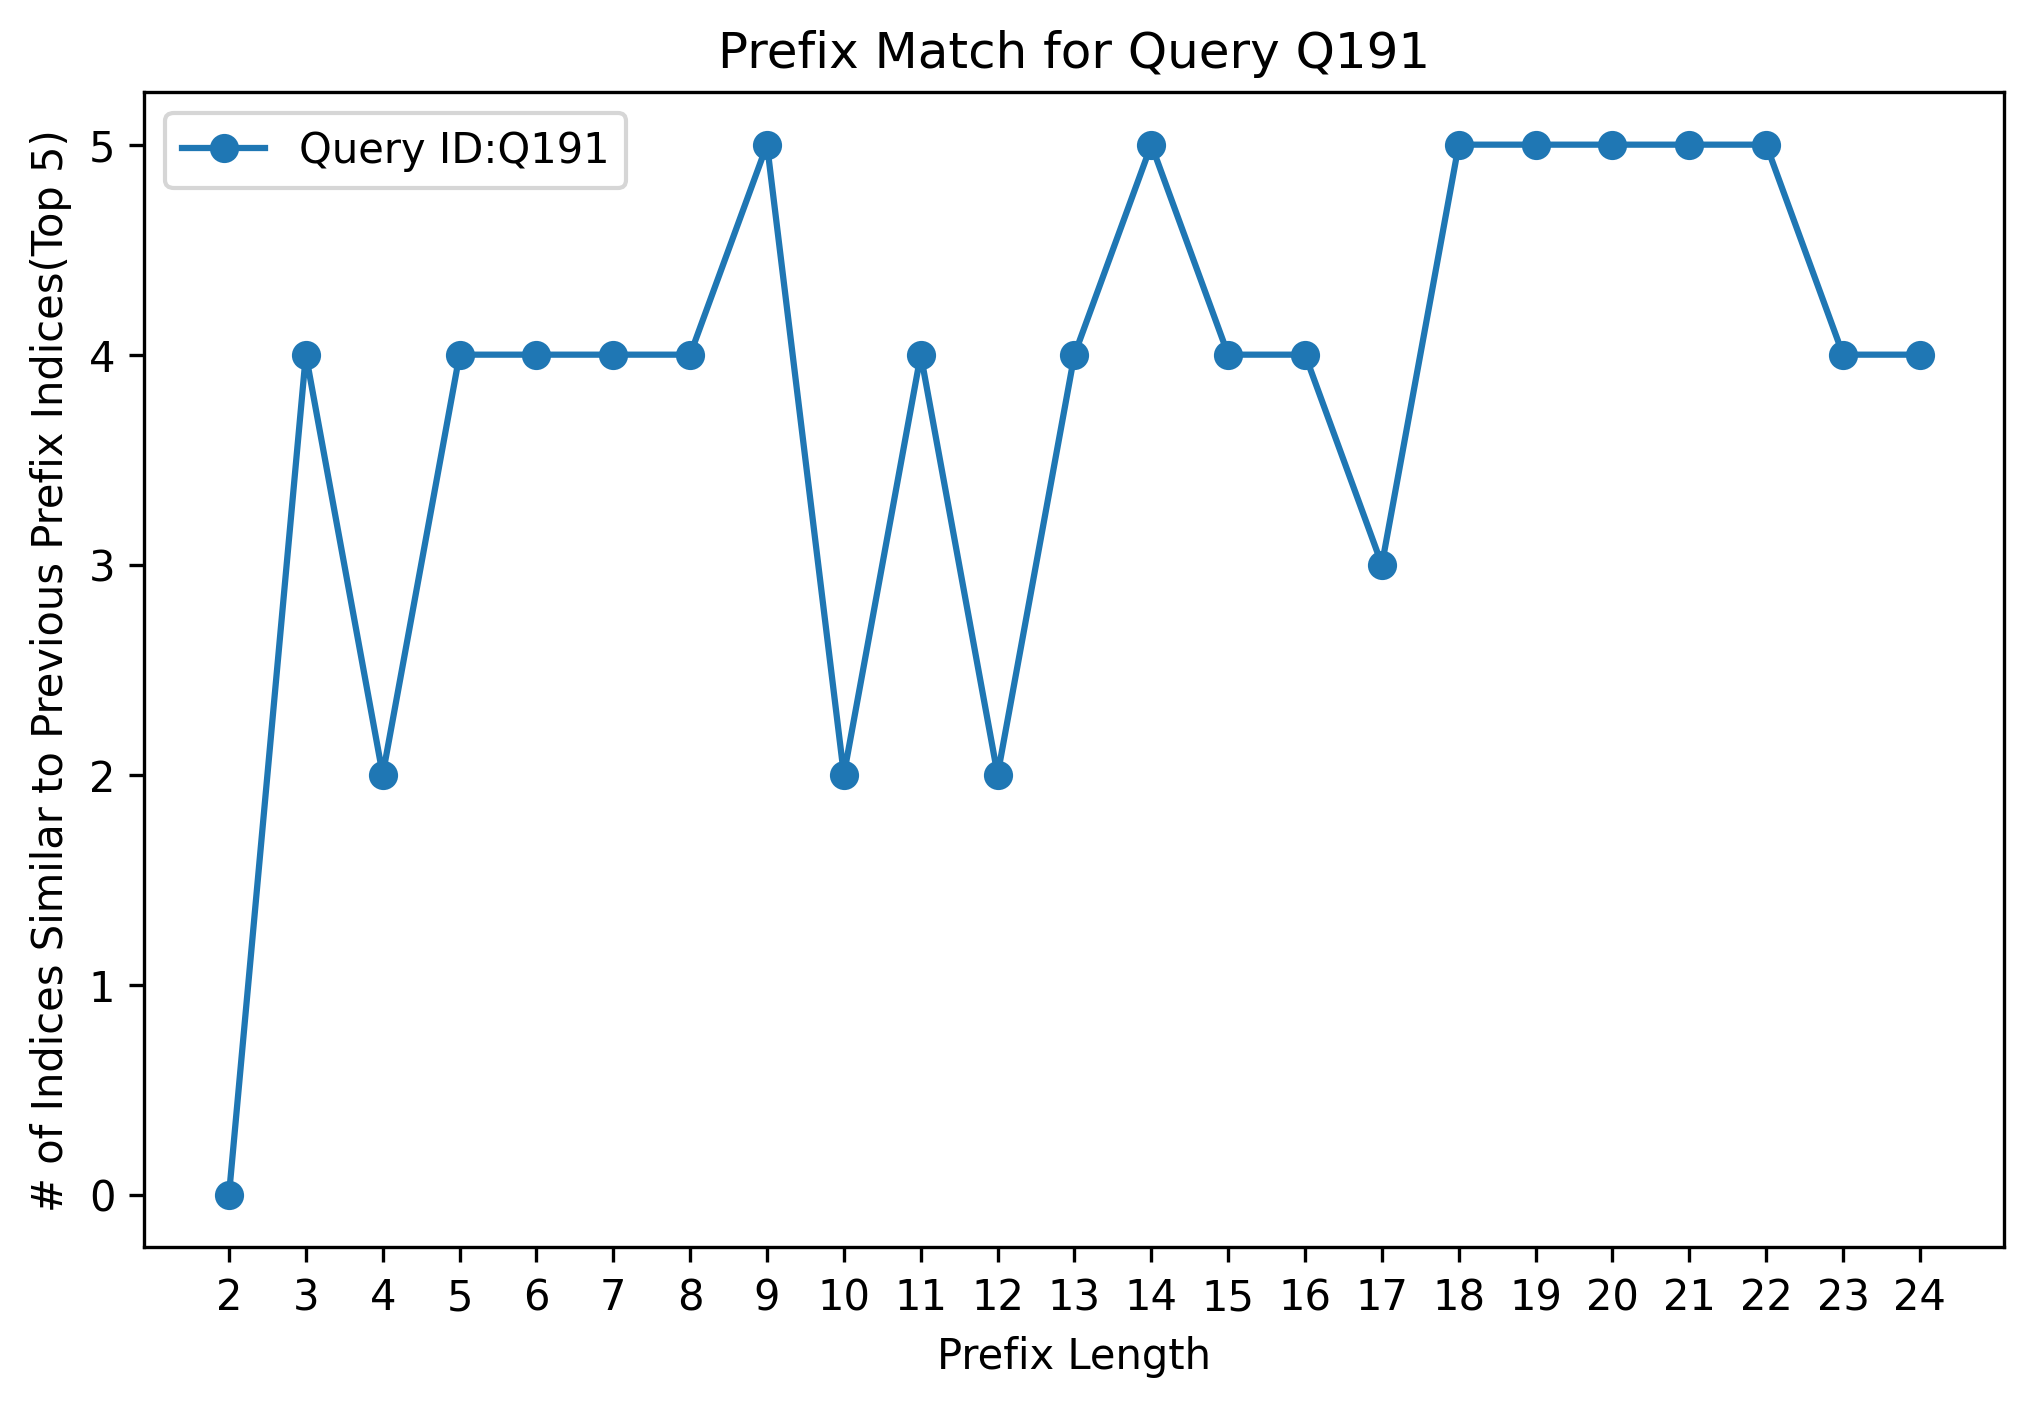 Prefix Match for Query Q191
Query ID:Q191
# of Indices Similar to Previous Prefix Indices(Top 5)
5
4
3
2
1
0
2 3 4 5 6 7 8 9 10 11 12 13 14 15 16 17 18 19 20 21 22 23 24
Prefix Length